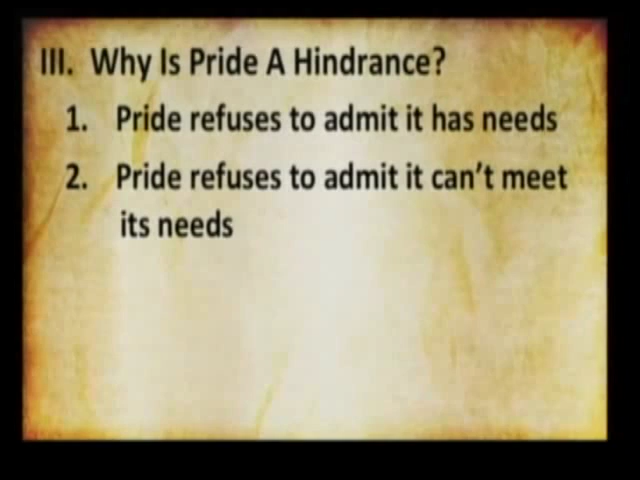 III. Why Is Pride A Hindrance?
1. Pride refuses to admit it has needs
2. Pride refuses to admit it can't meet
its needs